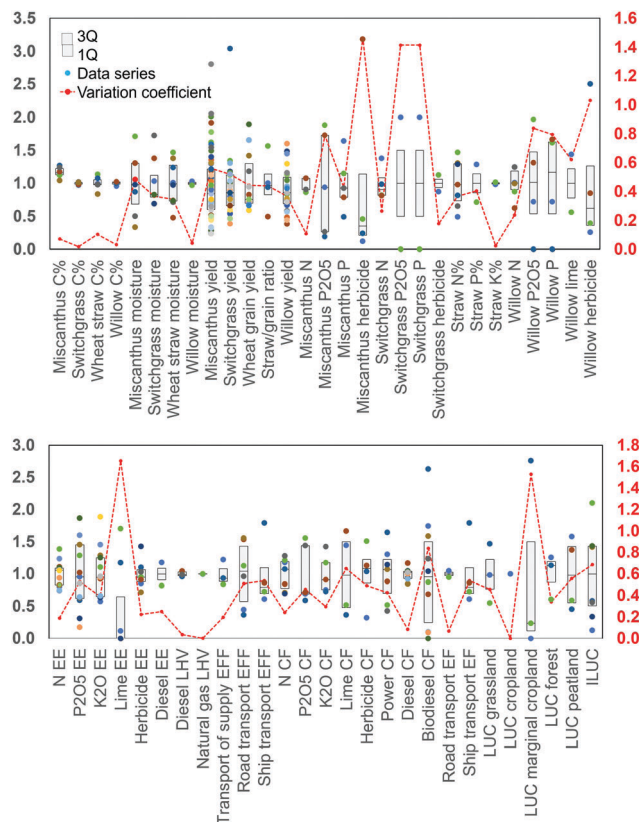 3.5
3.0
2.5
2.0
1.5
1.0
0.5
0.0
3Q
1Q
Data series
Variation coefficient
1.6
1.4
1.2
1.0
0.8
0.6
0.4
0.2
0.0
Miscanthus C%
Switchgrass C%
Wheat straw C%
Willow C%
Miscanthus moisture
Switchgrass moisture
Wheat straw moisture
Willow moisture
Miscanthus yield
Switchgrass yield
Wheat grain yield
Straw/grain ratio
Willow yield
Miscanthus N
Miscanthus P2O5
Miscanthus P
Miscanthus herbicide
Switchgrass N
Switchgrass P2O5
Switchgrass P
Switchgrass herbicide
Straw N%
Straw P%
Straw K%
Willow N
Willow P2O5
Willow P
Willow lime
Willow herbicide
3.0
2.5
2.0
1.5
1.0
0.5
0.0
1.8
1.6
1.4
1.2
1.0
0.8
0.6
0.4
0.2
0.0
N EE
P2O5 EE
K2O EE
Lime EE
Herbicide EE
Diesel EE
Diesel LHV
Natural gas LHV
Transport of supply EFF
Road transport EFF
Ship transport EFF
N CF
P2O5 CF
K2O CF
Lime CF
Herbicide CF
Power CF
Diesel CF
Biodiesel CF
Road transport EF
Ship transport EF
LUC grassland
LUC cropland
LUC marginal cropland
LUC forest
LUC peatland
ILUC